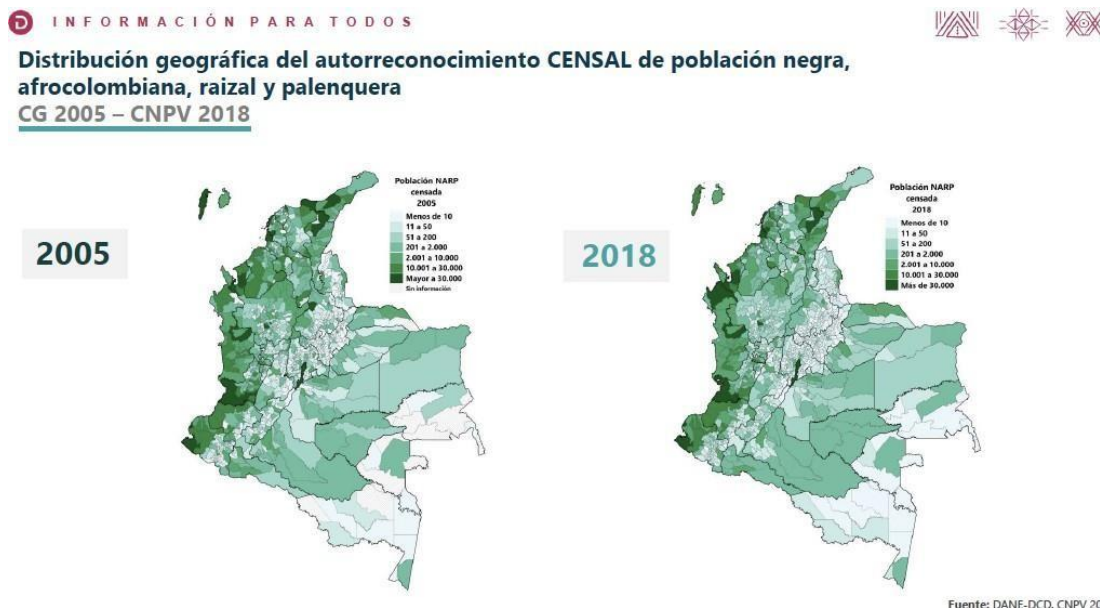 INFORMACIÓN PARA TODOS
Distribución geográfica del autorreconocimiento CENSAL de población negra,
afrocolombiana, raizal y palenquera
CG 2005 – CNPV 2018
2005
Población NARP
censada
2005
Menos de 10
11 a 50
51 a 200
201 a 2.000
2.001 a 10.000
10.001 a 30.000
Mayor a 30.000
Sin información
2018
Población NARP
censada
2018
Menos de 10
11 a 50
51 a 200
201 a 2.000
2.001 a 10.000
10.001 a 30.000
Más de 30.000
Fuente: DANE-DCD. CNPV 20